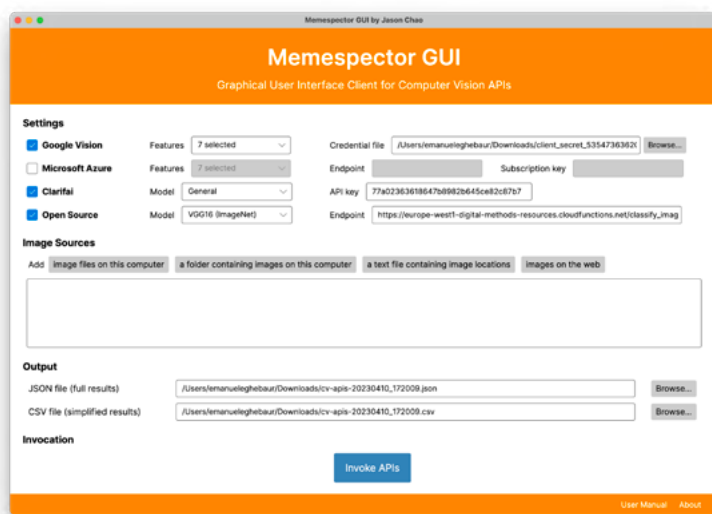 Memespector GUI by Jason Chao
Memespector GUI
Graphical User Interface Client for Computer Vision APIs
Settings
Google Vision Features 7 selected Credential file /Users/emanueleghebaur/Downloads/client_secret_53547363620 Browse...
Microsoft Azure Features 7 selected Endpoint Subscription key
Clarifai Model General API key 77a02363618647b8982b645ce82c87b7
Open Source Model VGG16 (ImageNet) Endpoint https://europe-west1-digital-methods-resources.cloudfunctions.net/classify_imag
Image Sources
Add image files on this computer a folder containing images on this computer a text file containing image locations images on the web
Output
JSON file (full results) /Users/emanueleghebaur/Downloads/cv-apis-20230410_172009.json Browse...
CSV file (simplified results) /Users/emanueleghebaur/Downloads/cv-apis-20230410_172009.csv Browse...
Invocation
Invoke APIs
User Manual About